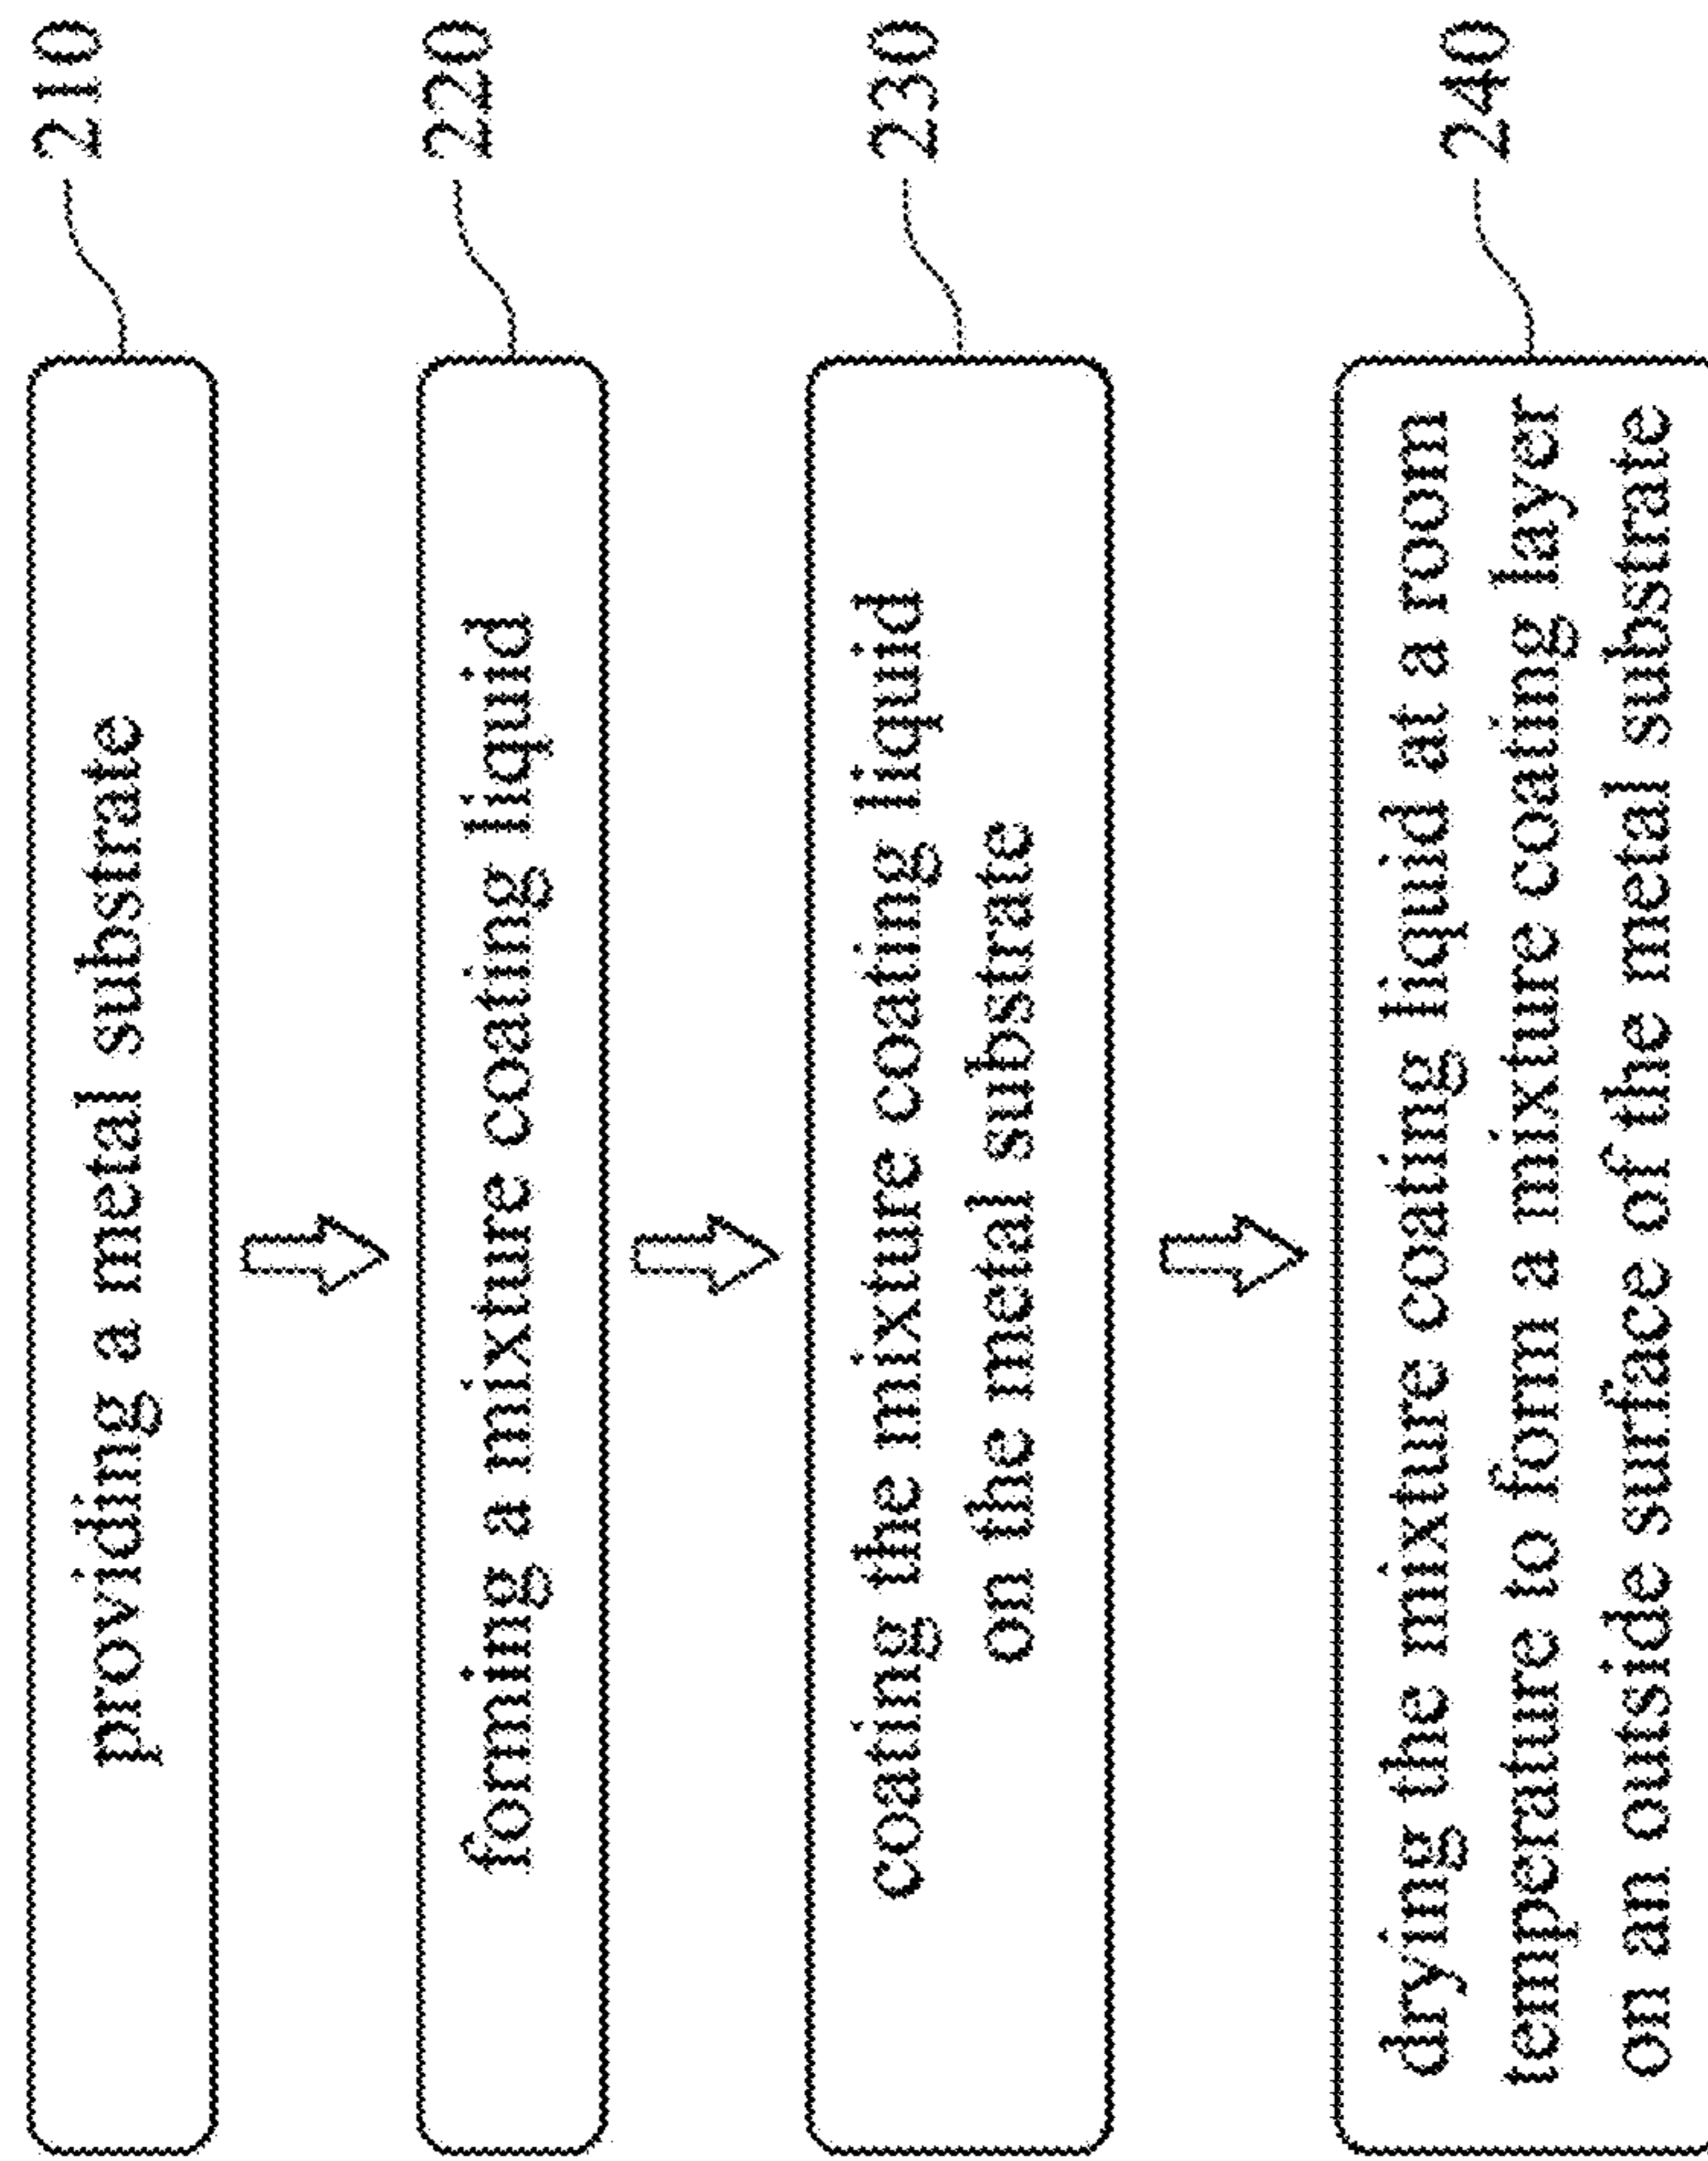 providing a metal substrate
210
forming a mixture coating liquid
220
coating the mixture coating liquid
on the metal substrate
230
drying the mixture coating liquid at a room
temperature to form a mixture coating layer
on an outside surface of the metal substrate
240